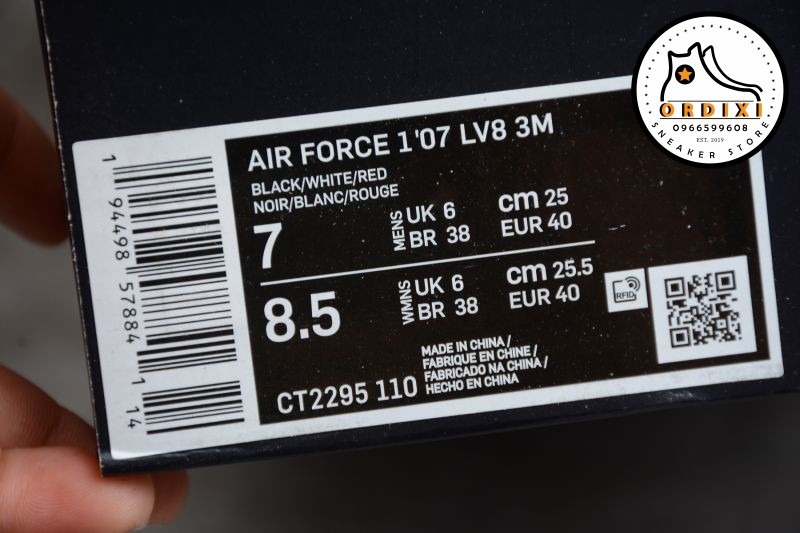 ORDIXI
0966599608
EST. 2019
SNEAKER STORE
AIR FORCE 1'07 LV8 3M
BLACK/WHITE/RED
NOIR/BLANC/ROUGE
7
MENS
UK 6
BR 38
cm 25
EUR 40
8.5
WMNS
UK 6
BR 38
cm 25.5
EUR 40
RFID
CT2295 110
MADE IN CHINA /
FABRIQUE EN CHINE /
FABRICADO NA CHINA /
HECHO EN CHINA
1 94498 57884 1 14